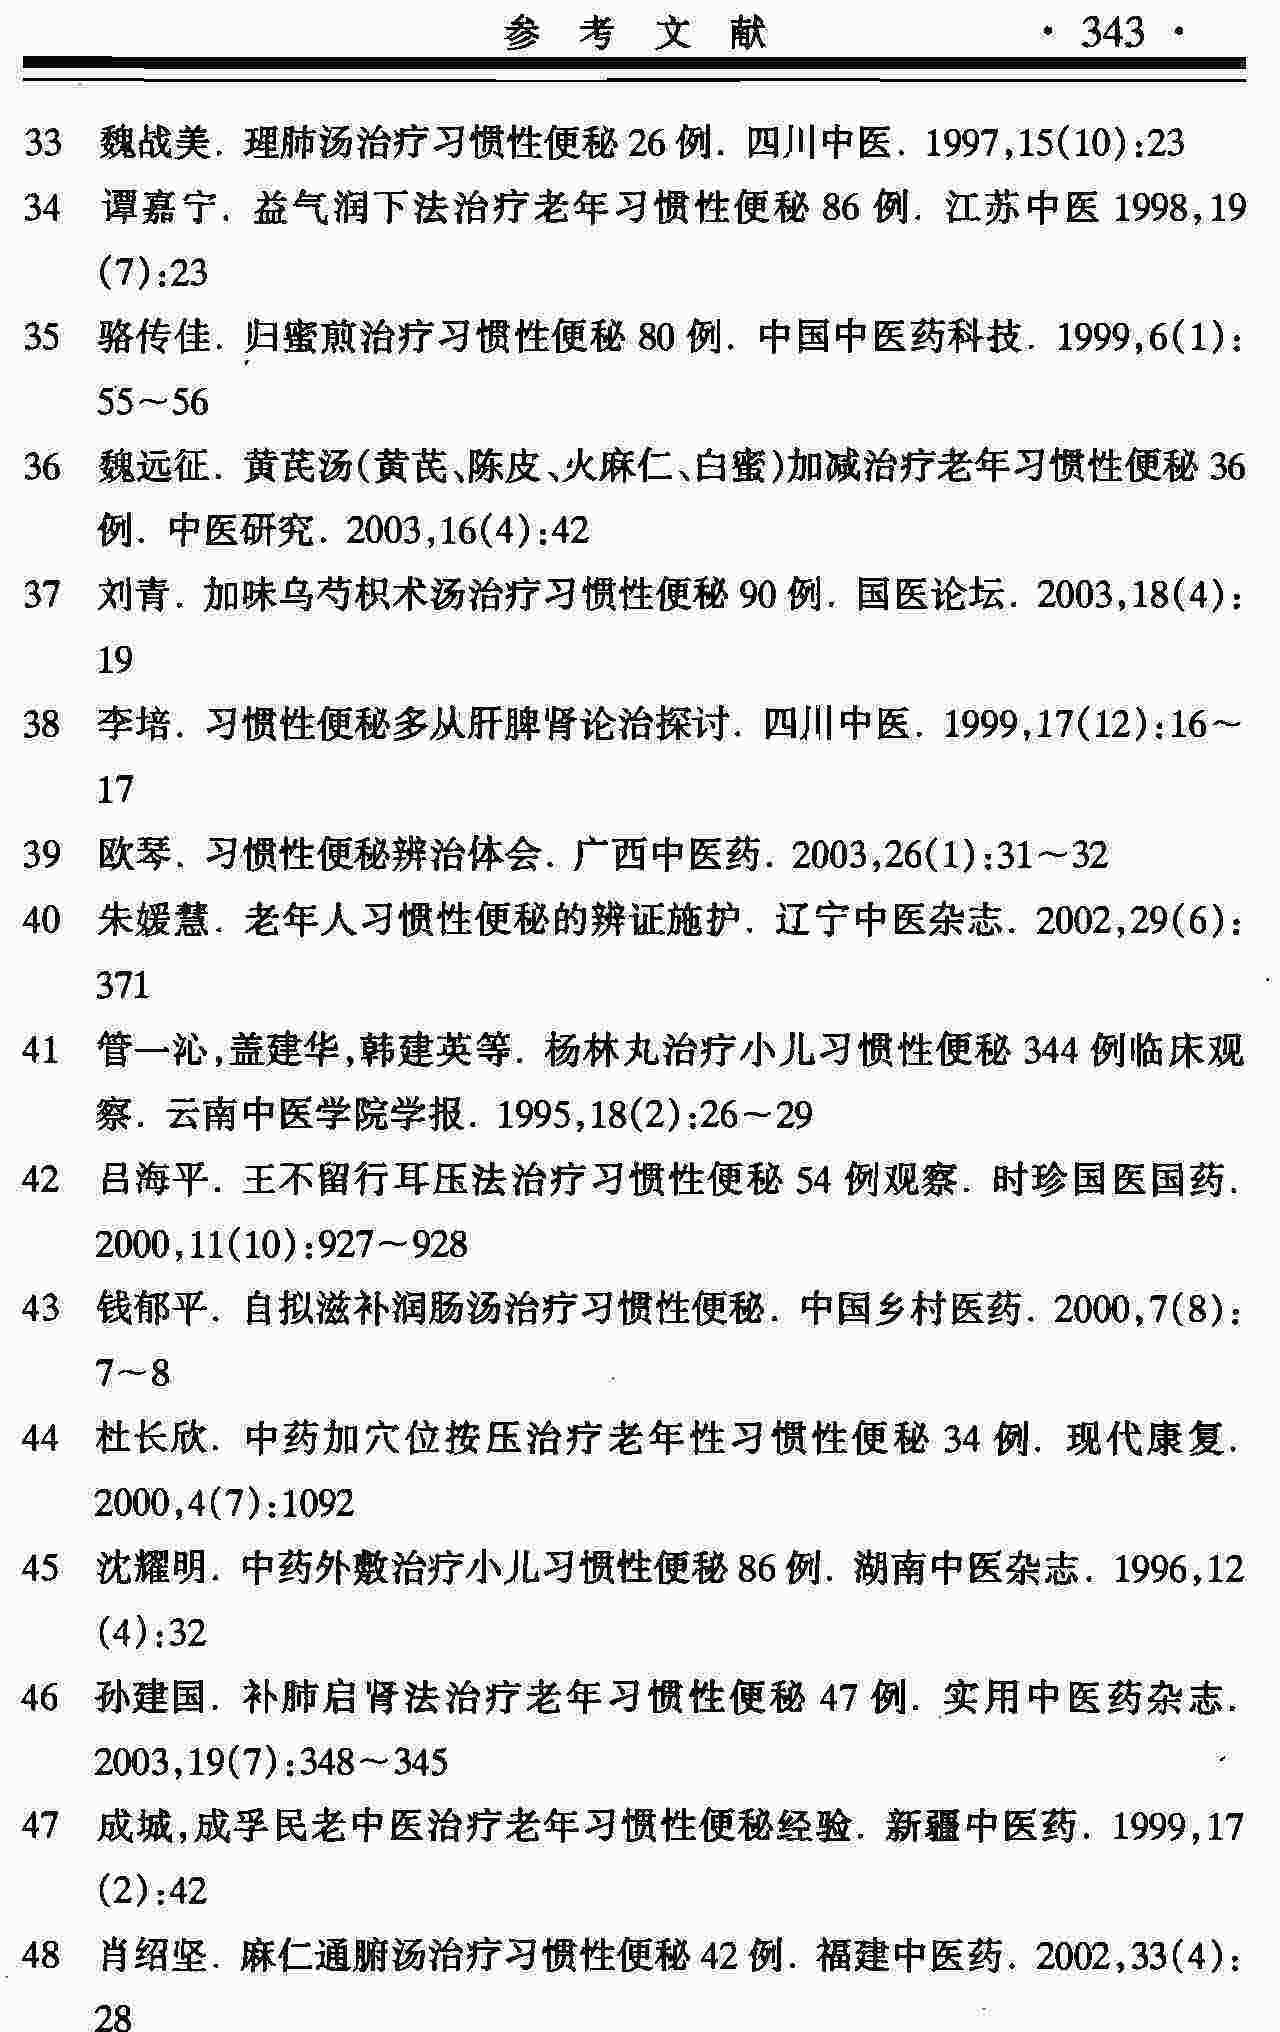 参考文献 · 343 ·
33 魏战美. 理肺汤治疗习惯性便秘 26 例. 四川中医. 1997,15(10):23
34 谭嘉宁. 益气润下法治疗老年习惯性便秘 86 例. 江苏中医 1998,19
(7):23
35 骆传佳. 归蜜煎治疗习惯性便秘 80 例. 中国中医药科技. 1999,6(1):
55～56
36 魏远征. 黄芪汤(黄芪、陈皮、火麻仁、白蜜)加减治疗老年习惯性便秘 36
例. 中医研究. 2003,16(4):42
37 刘青. 加味乌芍枳术汤治疗习惯性便秘 90 例. 国医论坛. 2003,18(4):
19
38 李培. 习惯性便秘多从肝脾肾论治探讨. 四川中医. 1999,17(12):16～
17
39 欧琴. 习惯性便秘辨治体会. 广西中医药. 2003,26(1):31～32
40 朱媛慧. 老年人习惯性便秘的辨证施护. 辽宁中医杂志. 2002,29(6):
371
41 管一沁,盖建华,韩建英等. 杨林丸治疗小儿习惯性便秘 344 例临床观
察. 云南中医学院学报. 1995,18(2):26～29
42 吕海平. 王不留行耳压法治疗习惯性便秘 54 例观察. 时珍国医国药.
2000,11(10):927～928
43 钱郁平. 自拟滋补润肠汤治疗习惯性便秘. 中国乡村医药. 2000,7(8):
7～8
44 杜长欣. 中药加穴位按压治疗老年性习惯性便秘 34 例. 现代康复.
2000,4(7):1092
45 沈耀明. 中药外敷治疗小儿习惯性便秘 86 例. 湖南中医杂志. 1996,12
(4):32
46 孙建国. 补肺启肾法治疗老年习惯性便秘 47 例. 实用中医药杂志.
2003,19(7):348～345
47 成城,成孚民老中医治疗老年习惯性便秘经验. 新疆中医药. 1999,17
(2):42
48 肖绍坚. 麻仁通腑汤治疗习惯性便秘 42 例. 福建中医药. 2002,33(4):
28